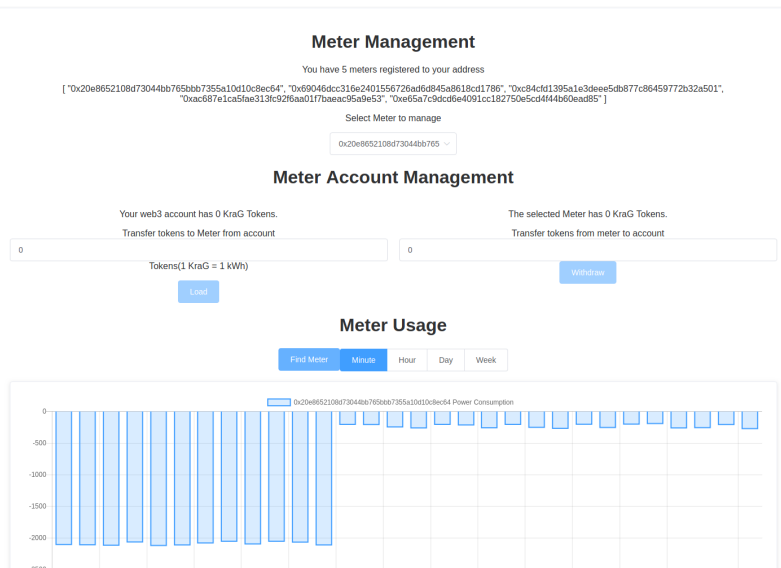 Meter Management
You have 5 meters registered to your address
[ "0x20e8652108d73044bb765bbb7355a10d10c8ec64", "0x69046dcc316e2401556726ad6d845a8618cd1786", "0xc84cfd1395a1e3deee5db877c86459772b32a501",
"0xac687e1ca5fae313fc92f6aa01f7baeac95a9e53", "0xe65a7c9dcd6e4091cc182750e5cd4f44b60ead85" ]
Select Meter to manage
0x20e8652108d73044bb765
Meter Account Management
Your web3 account has 0 KraG Tokens.
Transfer tokens to Meter from account
0
Tokens(1 KraG = 1 kWh)
Load
The selected Meter has 0 KraG Tokens.
Transfer tokens from meter to account
0
Withdraw
Meter Usage
Find Meter Minute Hour Day Week
0x20e8652108d73044bb765bbb7355a10d10c8ec64 Power Consumption
0
-500
-1000
-1500
-2000
-2500